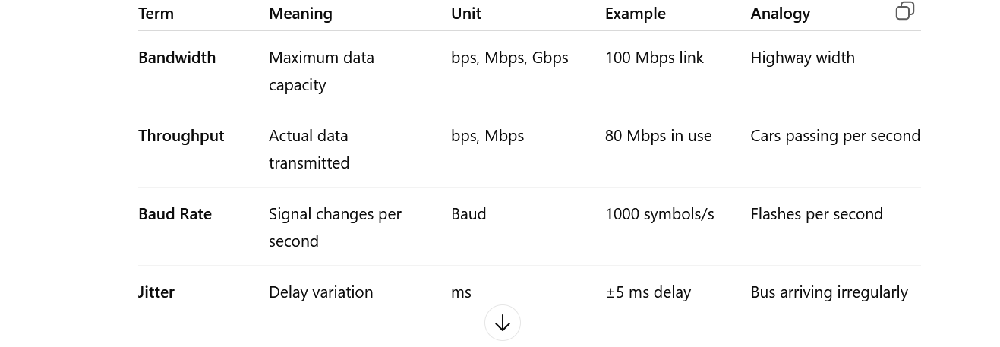 Term Meaning Unit Example Analogy
Bandwidth Maximum data capacity bps, Mbps, Gbps 100 Mbps link Highway width
Throughput Actual data transmitted bps, Mbps 80 Mbps in use Cars passing per second
Baud Rate Signal changes per second Baud 1000 symbols/s Flashes per second
Jitter Delay variation ms ±5 ms delay Bus arriving irregularly